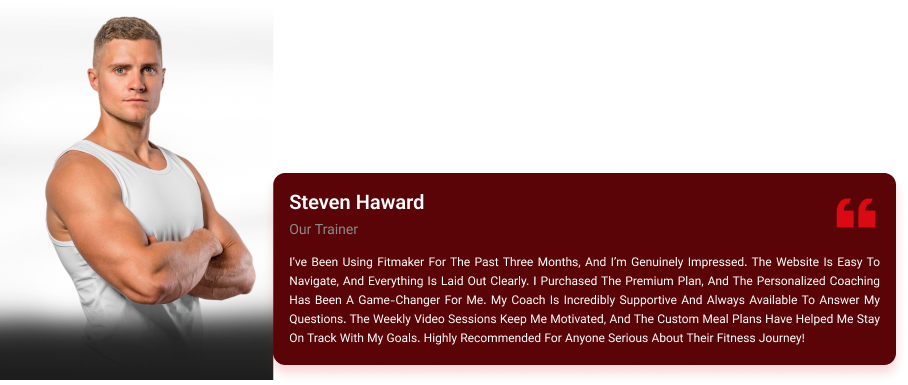 Steven Haward
Our Trainer
I've Been Using Fitmaker For The Past Three Months, And I'm Genuinely Impressed. The Website Is Easy To
Navigate, And Everything Is Laid Out Clearly. I Purchased The Premium Plan, And The Personalized Coaching
Has Been A Game-Changer For Me. My Coach Is Incredibly Supportive And Always Available To Answer My
Questions. The Weekly Video Sessions Keep Me Motivated, And The Custom Meal Plans Have Helped Me Stay
On Track With My Goals. Highly Recommended For Anyone Serious About Their Fitness Journey!